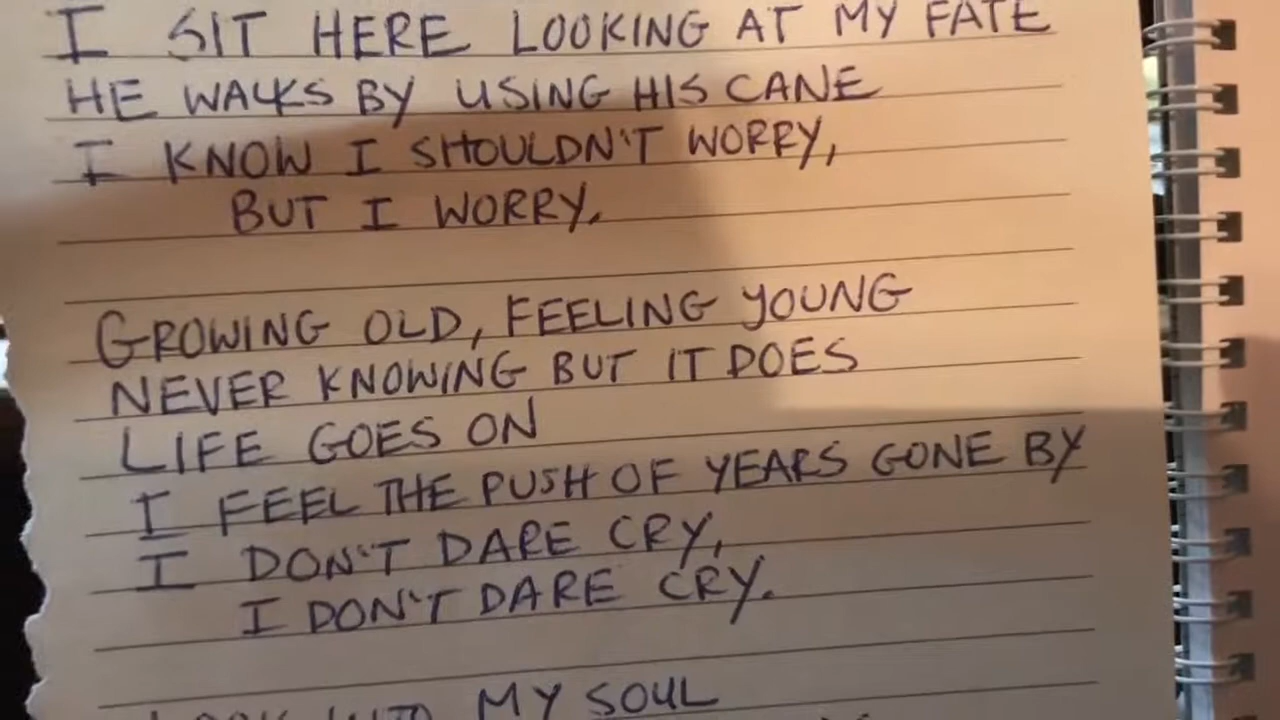 I SIT HERE LOOKING AT MY FATE
HE WALKS BY USING HIS CANE
I KNOW I SHOULDN'T WORRY,
BUT I WORRY.
GROWING OLD, FEELING YOUNG
NEVER KNOWING BUT IT DOES
LIFE GOES ON
I FEEL THE PUSH OF YEARS GONE BY
I DON'T DARE CRY,
I DON'T DARE CRY.
LOOK INTO MY SOUL